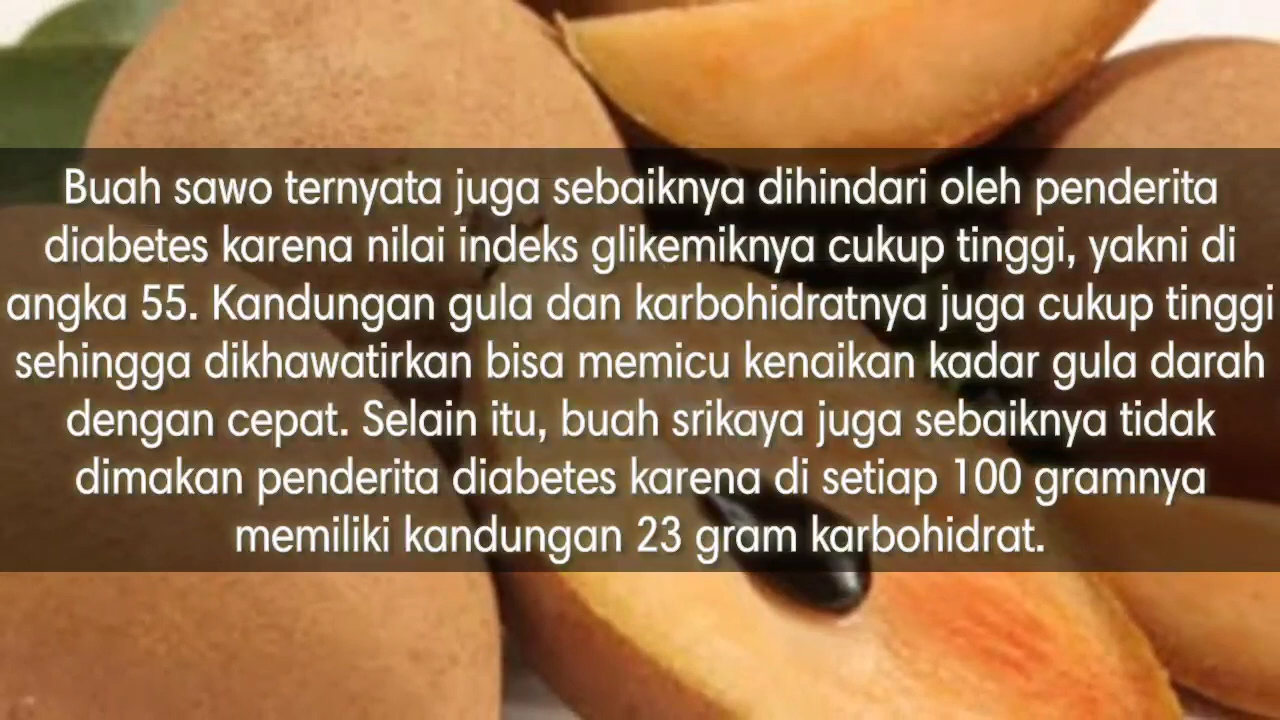 Buah sawo ternyata juga sebaiknya dihindari oleh penderita
diabetes karena nilai indeks glikemiknya cukup tinggi, yakni di
angka 55. Kandungan gula dan karbohidratnya juga cukup tinggi
sehingga dikhawatirkan bisa memicu kenaikan kadar gula darah
dengan cepat. Selain itu, buah srikaya juga sebaiknya tidak
dimakan penderita diabetes karena di setiap 100 gramnya
memiliki kandungan 23 gram karbohidrat.